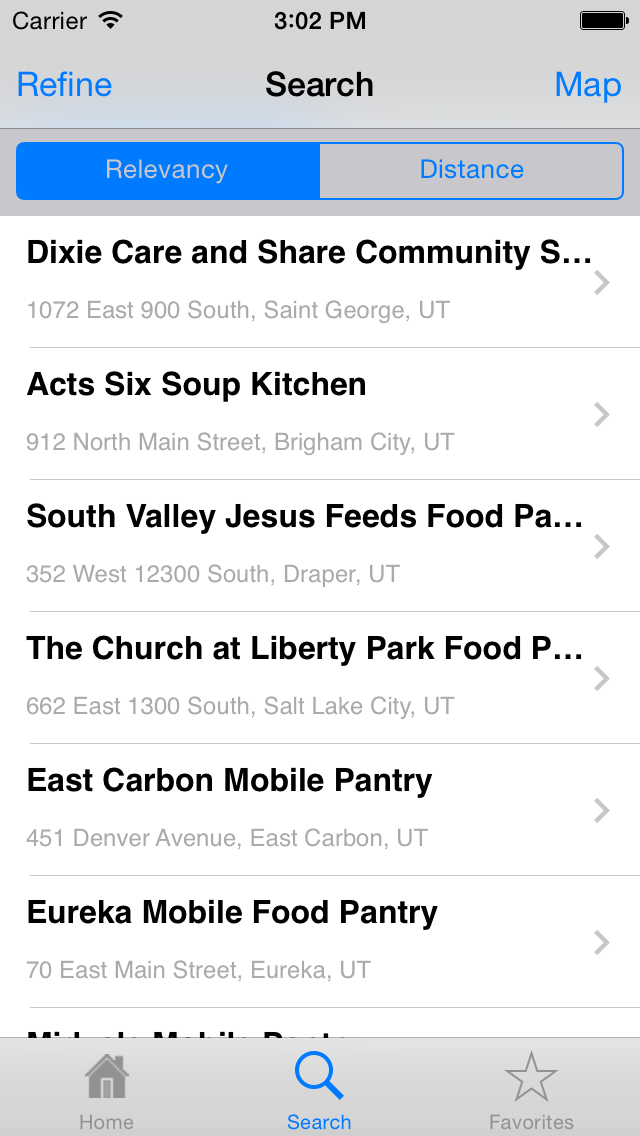 Carrier 3:02 PM
Refine Search Map
Relevancy Distance
Dixie Care and Share Community S...
1072 East 900 South, Saint George, UT
Acts Six Soup Kitchen
912 North Main Street, Brigham City, UT
South Valley Jesus Feeds Food Pa...
352 West 12300 South, Draper, UT
The Church at Liberty Park Food P...
662 East 1300 South, Salt Lake City, UT
East Carbon Mobile Pantry
451 Denver Avenue, East Carbon, UT
Eureka Mobile Food Pantry
70 East Main Street, Eureka, UT
Mobile
Home Search Favorites